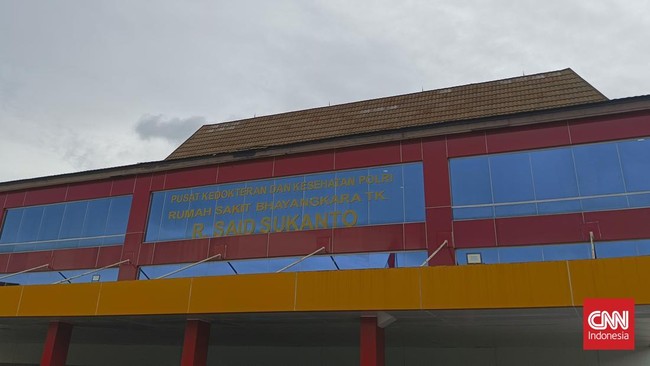 PUSAT KEDOKTERAN DAN KESEHATAN POLRI
RUMAH SAKIT BHAYANGKARA TK.
R. SAID SUKANTO
CNN
Indonesia